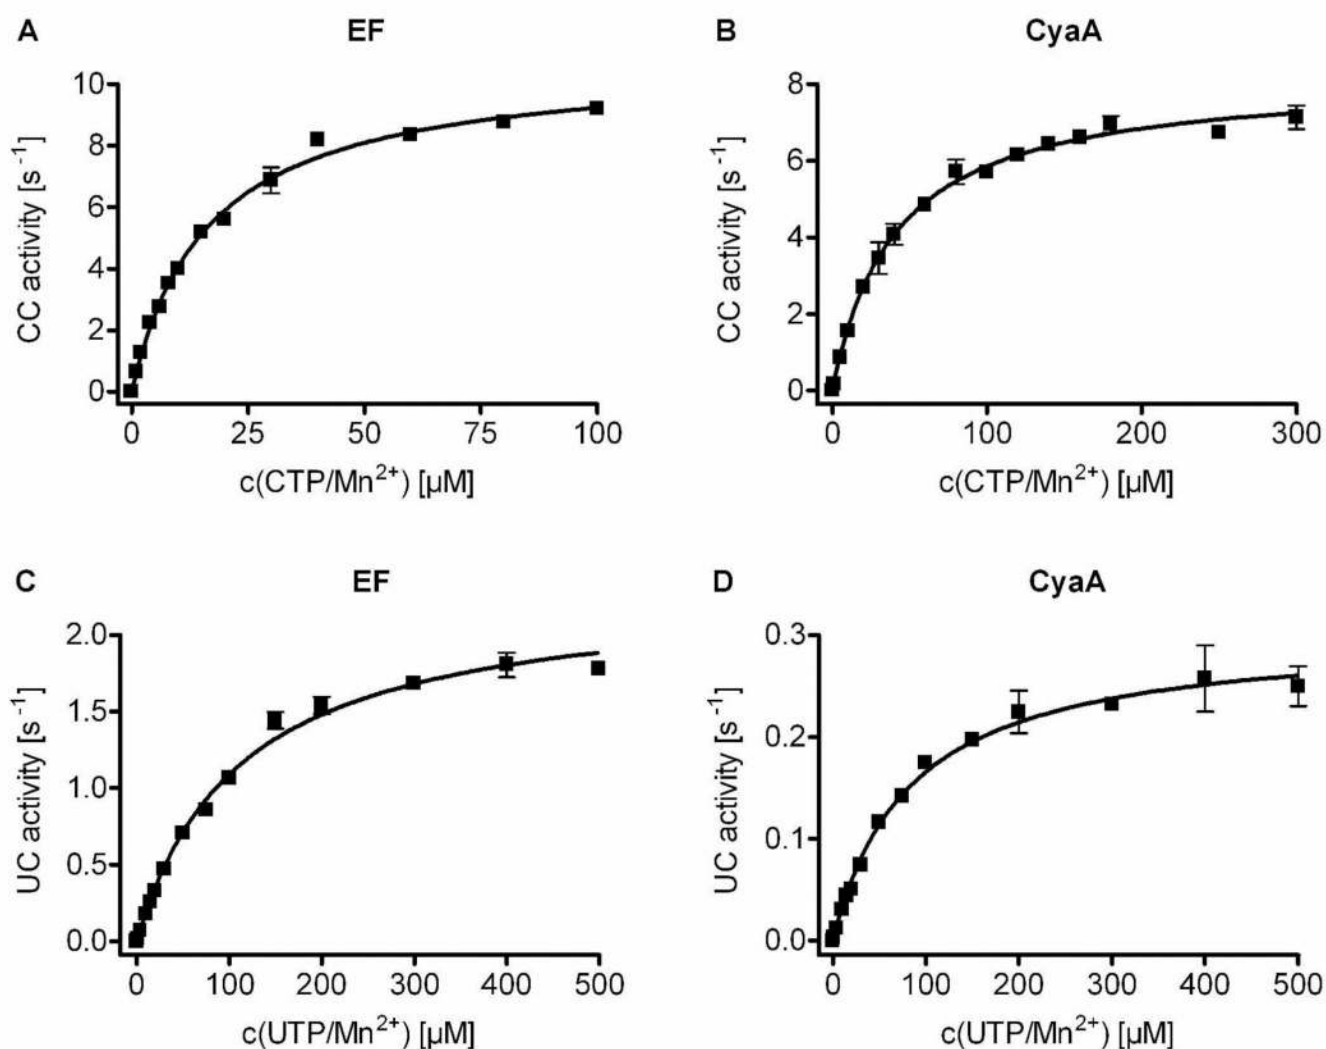 A EF
CC activity [s⁻¹]
10
8
6
4
2
0
0 25 50 75 100
c(CTP/Mn²⁺) [µM]
B CyaA
CC activity [s⁻¹]
8
6
4
2
0
0 100 200 300
c(CTP/Mn²⁺) [µM]
C EF
UC activity [s⁻¹]
2.0
1.5
1.0
0.5
0.0
0 100 200 300 400 500
c(UTP/Mn²⁺) [µM]
D CyaA
UC activity [s⁻¹]
0.3
0.2
0.1
0.0
0 100 200 300 400 500
c(UTP/Mn²⁺) [µM]